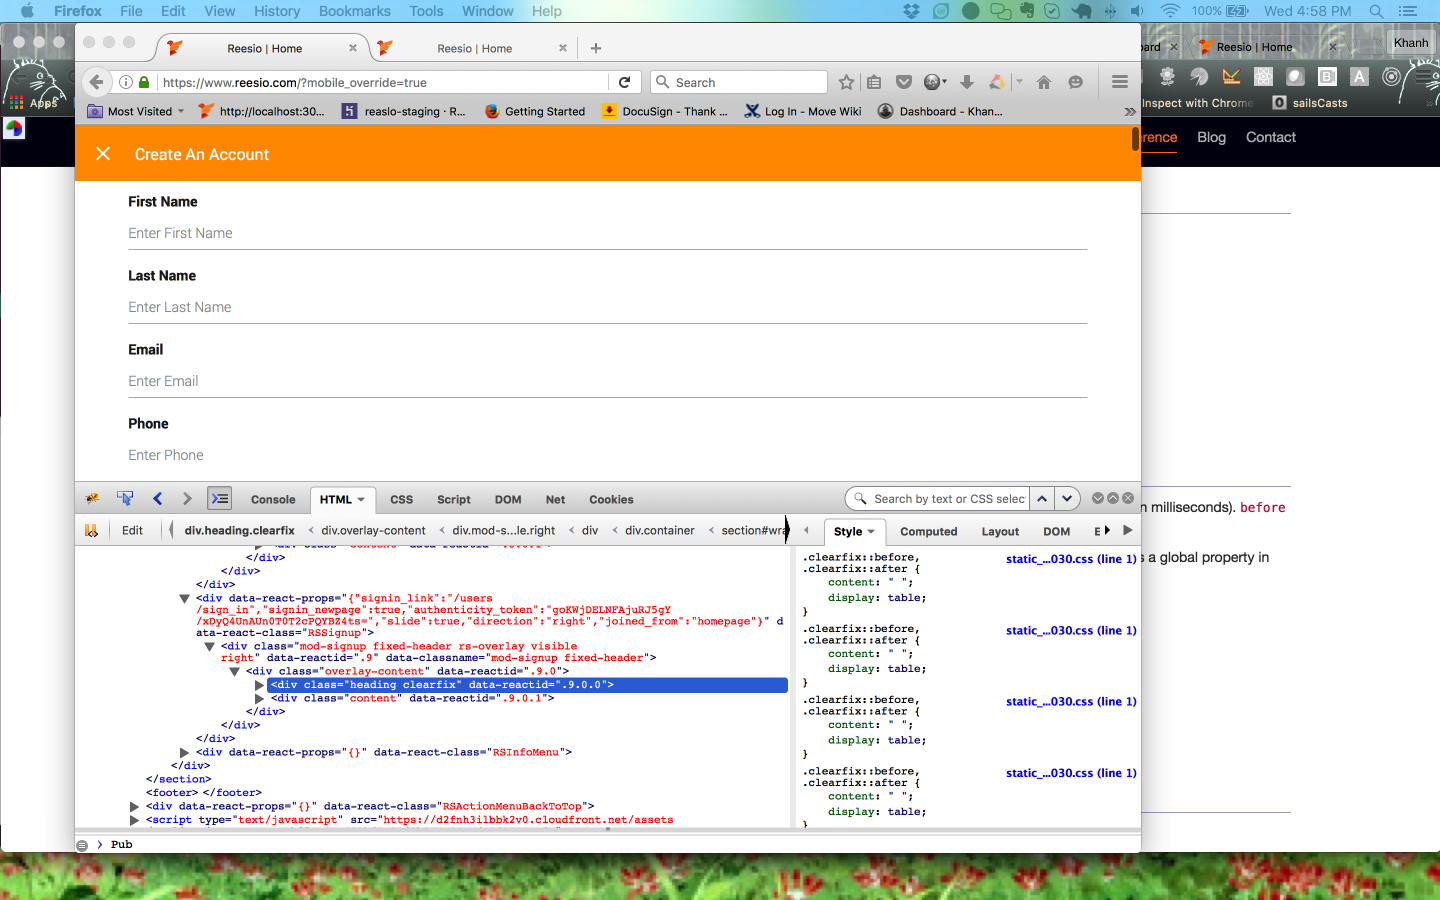 Firefox File Edit View History Bookmarks Tools Window Help 100% Wed 4:58 PM
Reesio | Home Reesio | Home Reesio | Home Khanh
https://www.reesio.com/?mobile_override=true Search
Apps Most Visited http://localhost:30... reaslo-staging · R... Getting Started DocuSign - Thank ... Log In - Move Wiki Dashboard - Khan... Inspect with Chrome sailsCasts
Blog Contact
Create An Account
First Name
Enter First Name
Last Name
Enter Last Name
Email
Enter Email
Phone
Enter Phone
Console HTML CSS Script DOM Net Cookies Search by text or CSS selec
n milliseconds). before
Edit div.heading.clearfix < div.overlay-content < div.mod-s...le.right < div < div.container < section#wra Style Computed Layout DOM E
s a global property in
</div>
</div>
</div>
<div data-react-props="{"signin_link":"/users
/sign_in","signin_newpage":true,"authenticity_token":"goKWjDELNFAjuRJ5gY
/xDyQ4UnAUn0T0T2cPQYBZ4ts=","slide":true,"direction":"right","joined_from":"homepage"}" d
ata-react-class="RSSignup">
<div class="mod-signup fixed-header rs-overlay visible
right" data-reactid=".9" data-classname="mod-signup fixed-header">
<div class="overlay-content" data-reactid=".9.0">
<div class="heading clearfix" data-reactid=".9.0.0">
<div class="content" data-reactid=".9.0.1">
</div>
</div>
</div>
<div data-react-props="{}" data-react-class="RSInfoMenu">
</div>
</section>
<footer> </footer>
<div data-react-props="{}" data-react-class="RSActionMenuBackToTop">
<script type="text/javascript" src="https://d2fnh3ilbbk2v0.cloudfront.net/assets
.clearfix::before, static_...030.css (line 1)
.clearfix::after {
content: " ";
display: table;
}
.clearfix::before, static_...030.css (line 1)
.clearfix::after {
content: " ";
display: table;
}
.clearfix::before, static_...030.css (line 1)
.clearfix::after {
content: " ";
display: table;
}
.clearfix::before, static_...030.css (line 1)
.clearfix::after {
content: " ";
display: table;
}
> Pub